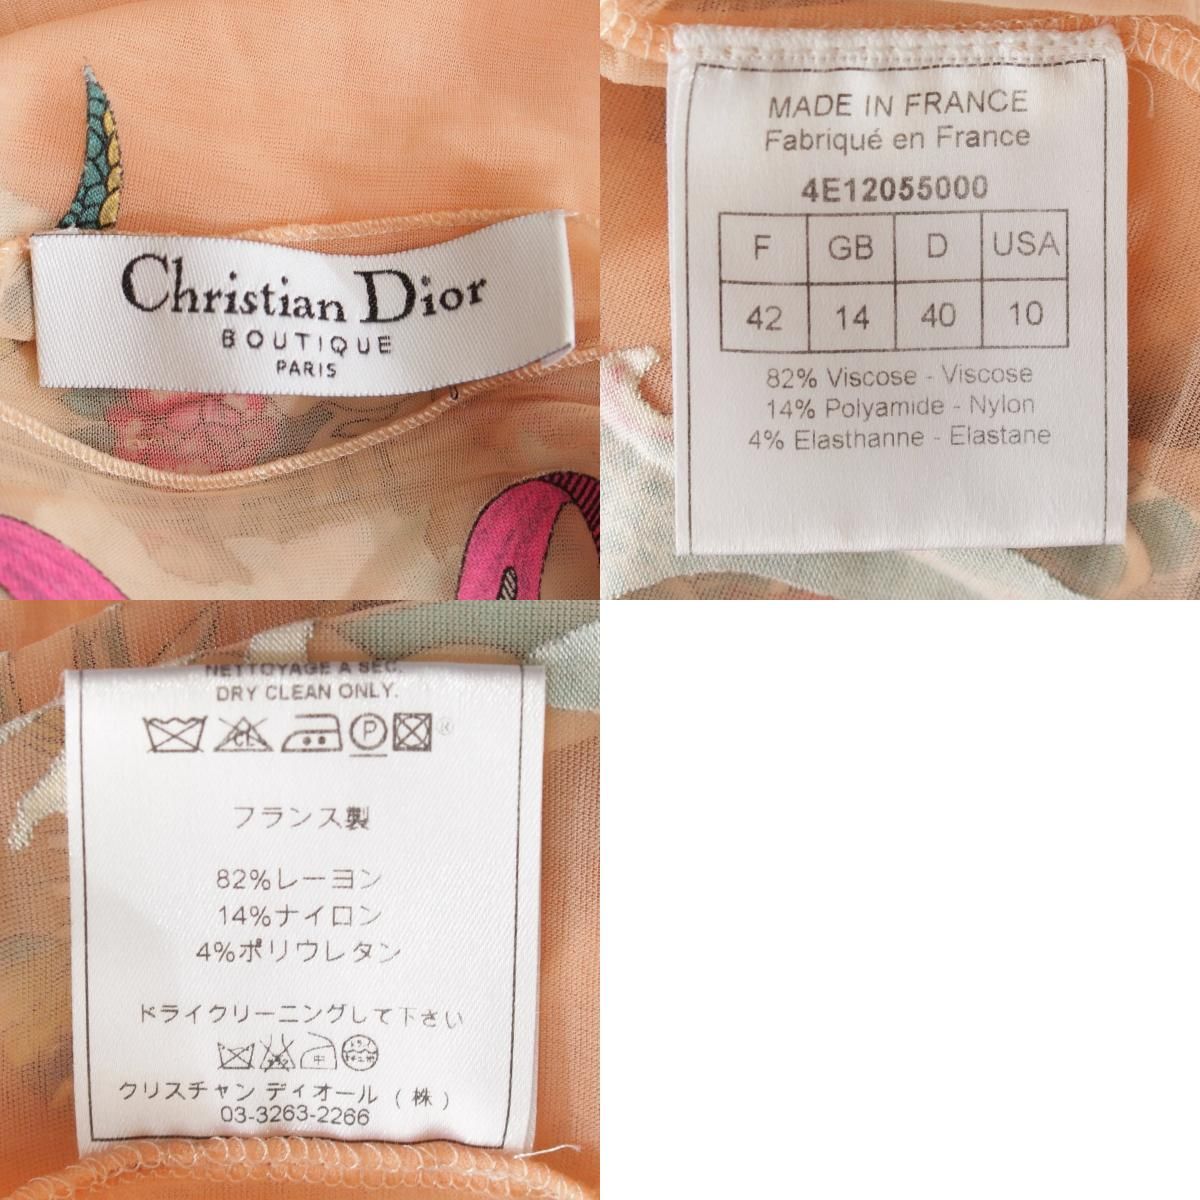 Christian Dior
BOUTIQUE
PARIS
MADE IN FRANCE
Fabriqué en France
4E12055000
F GB D USA
42 14 40 10
82% Viscose - Viscose
14% Polyamide - Nylon
4% Elasthanne - Elastane
NETTOYAGE A SEC.
DRY CLEAN ONLY.
CL P ®
フランス製
82%レーヨン
14%ナイロン
4%ポリウレタン
ドライクリーニングして下さい
中
クリスチャン ディオール (株)
03-3263-2266